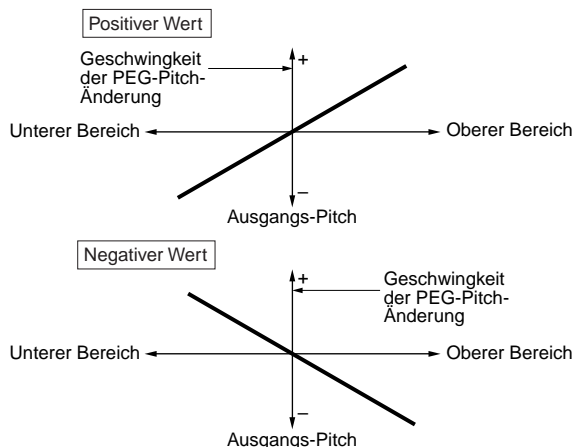 Positiver Wert
Geschwingkeit
der PEG-Pitch-
Änderung
+
Unterer Bereich
Oberer Bereich
–
Ausgangs-Pitch
Negativer Wert
+
Geschwingkeit
der PEG-Pitch-
Änderung
Unterer Bereich
Oberer Bereich
–
Ausgangs-Pitch